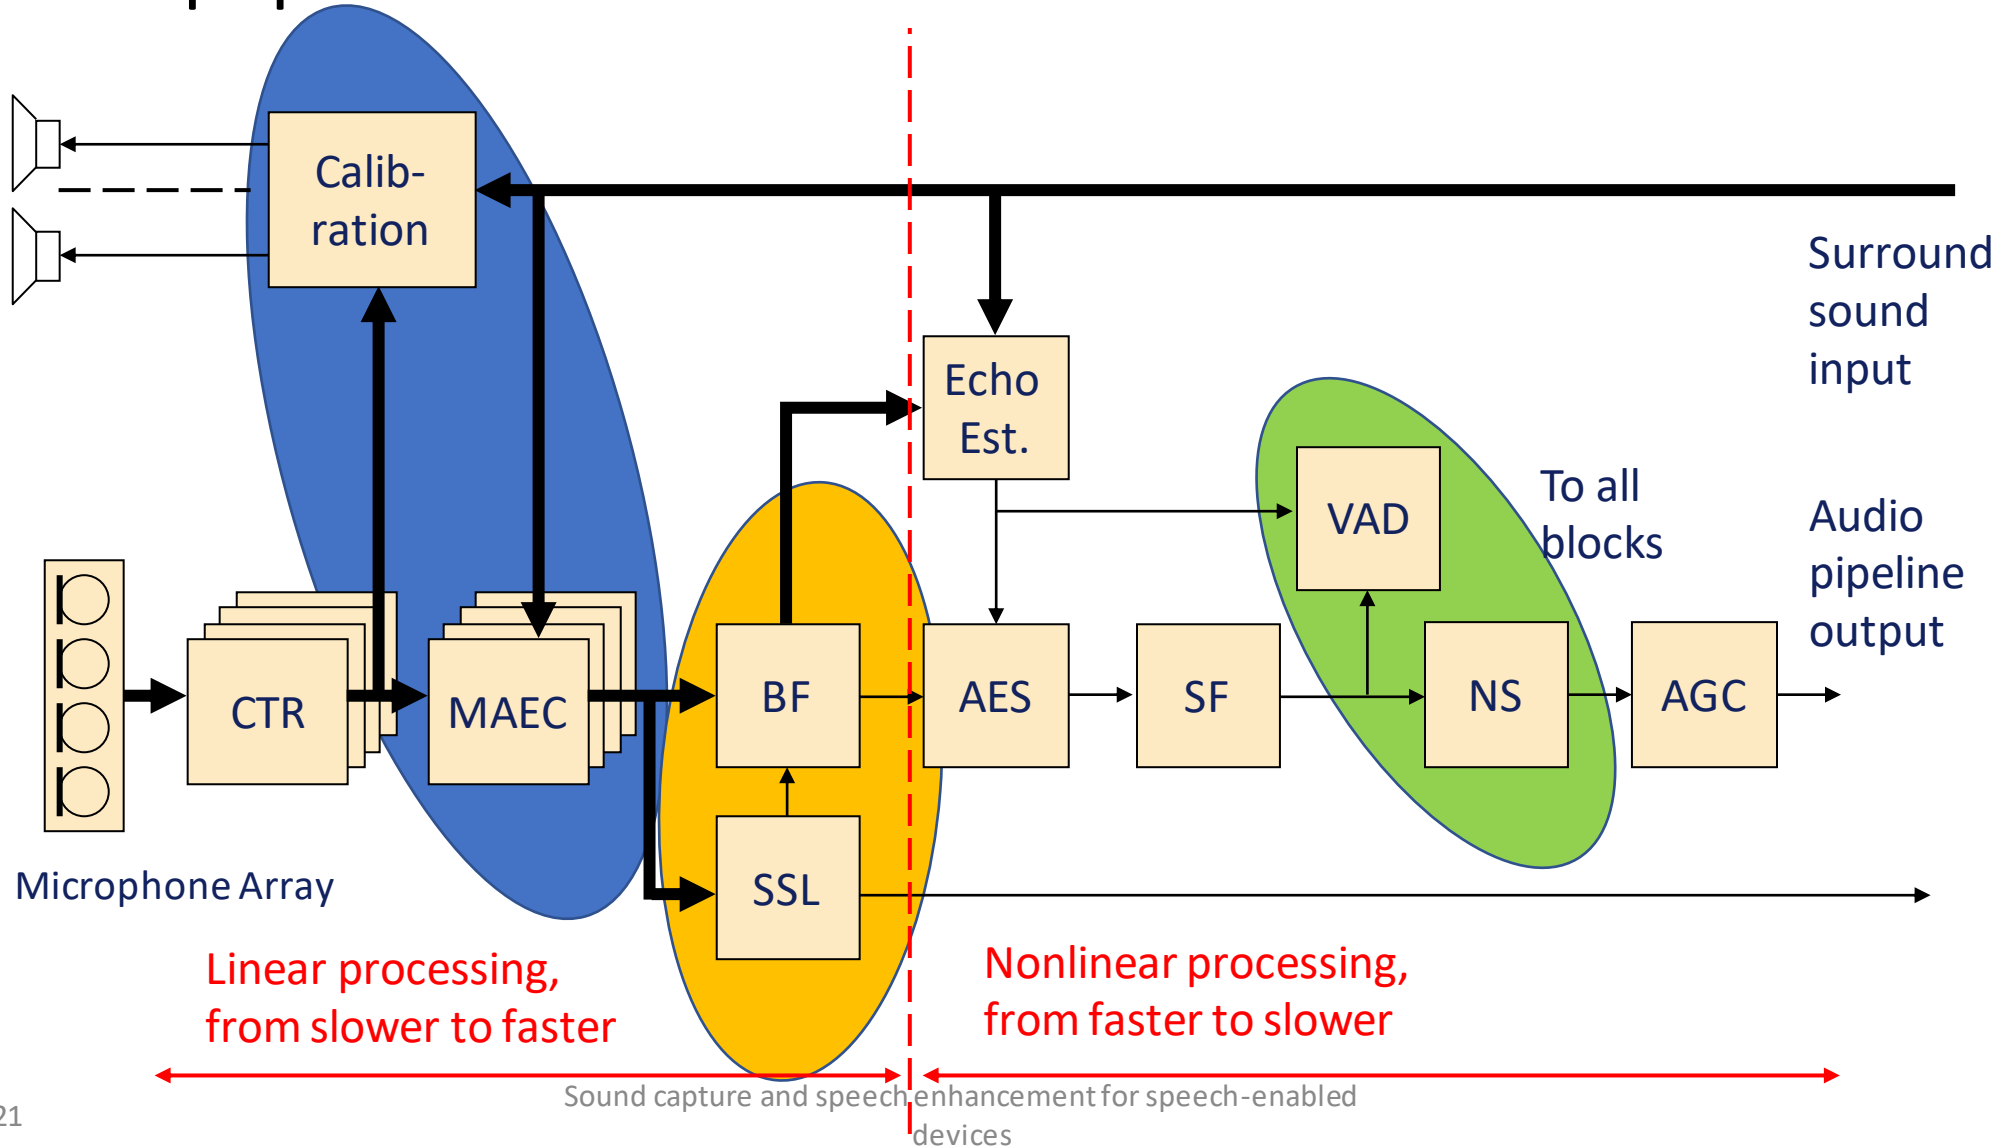 Calib-
ration
Surround
sound
input
Echo
Est.
VAD
To all
blocks
Audio
pipeline
output
CTR
MAEC
BF
AES
SF
NS
AGC
SSL
Microphone Array
Linear processing,
from slower to faster
Nonlinear processing,
from faster to slower
Sound capture and speech enhancement for speech-enabled
devices
21